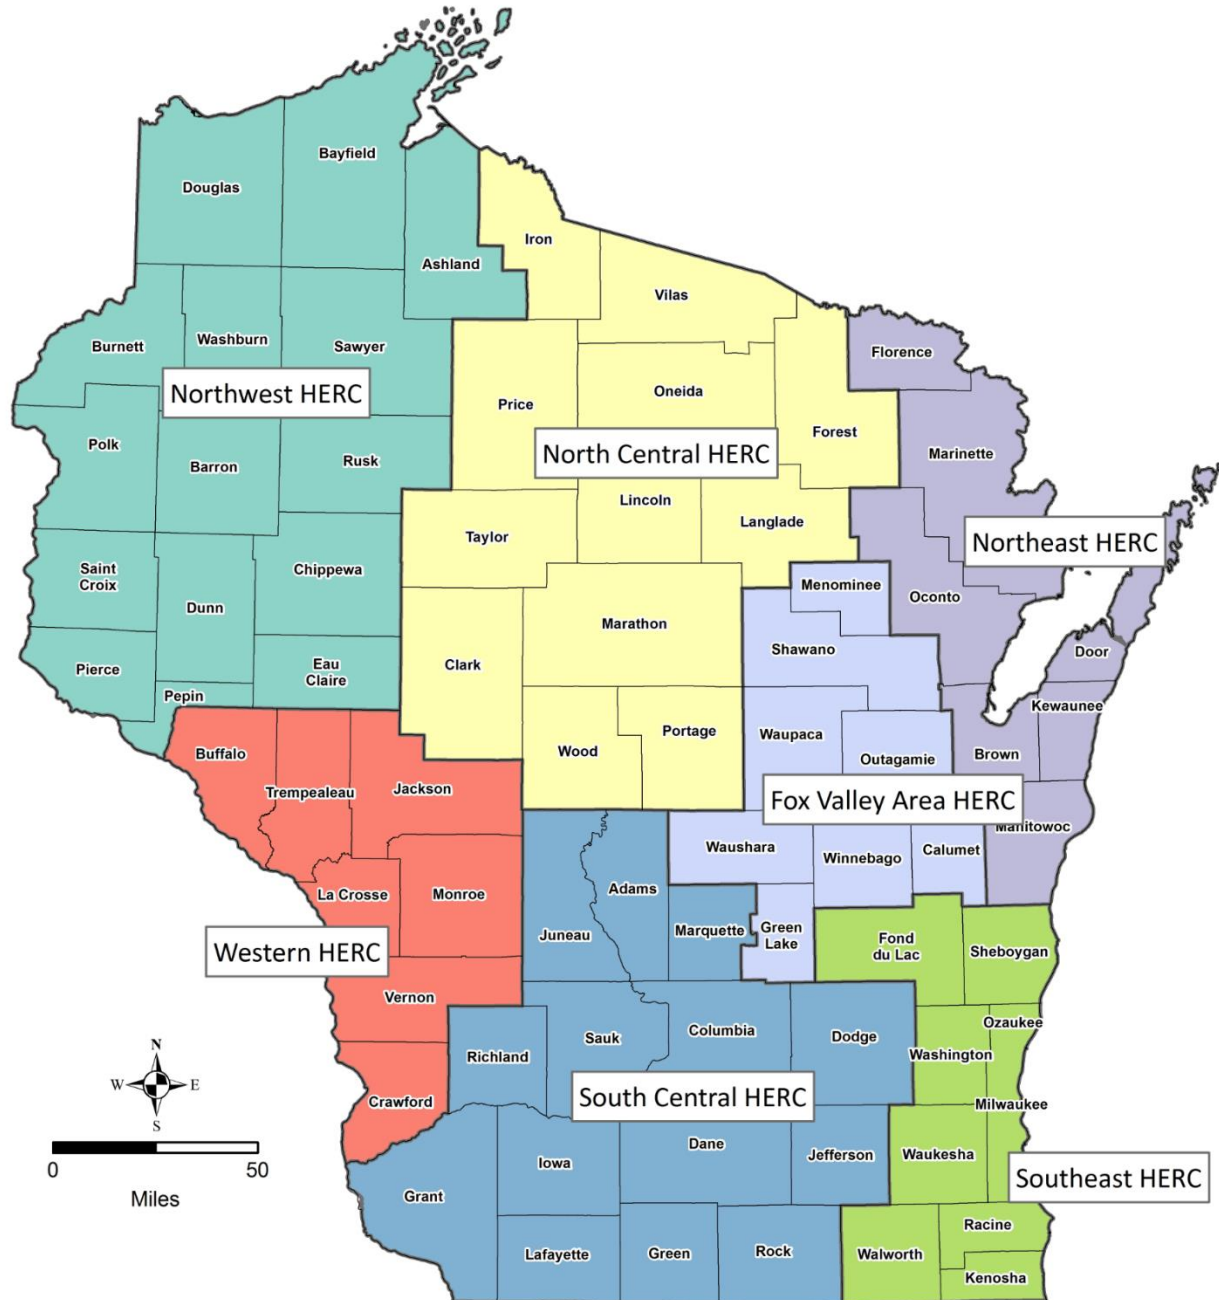 Bayfield
Douglas
Iron
Ashland
Vilas
Burnett
Washburn
Sawyer
Florence
Northwest HERC
Oneida
Price
Forest
Polk
Barron
Rusk
North Central HERC
Marinette
Lincoln
Langlade
Taylor
Northeast HERC
Saint
Croix
Chippewa
Menominee
Dunn
Oconto
Marathon
Shawano
Pierce
Eau
Claire
Clark
Door
Pepin
Kewaunee
Buffalo
Wood
Portage
Waupaca
Outagamie
Brown
Trempealeau
Jackson
Fox Valley Area HERC
Manitowoc
Waushara
Winnebago
Calumet
La Crosse
Monroe
Adams
Juneau
Marquette
Green
Lake
Fond
du Lac
Sheboygan
Western HERC
Vernon
Ozaukee
Richland
Sauk
Columbia
Dodge
Washington
N
W
E
S
Crawford
South Central HERC
Milwaukee
Dane
Jefferson
Waukesha
Iowa
0
50
Miles
Grant
Southeast HERC
Racine
Lafayette
Green
Rock
Walworth
Kenosha